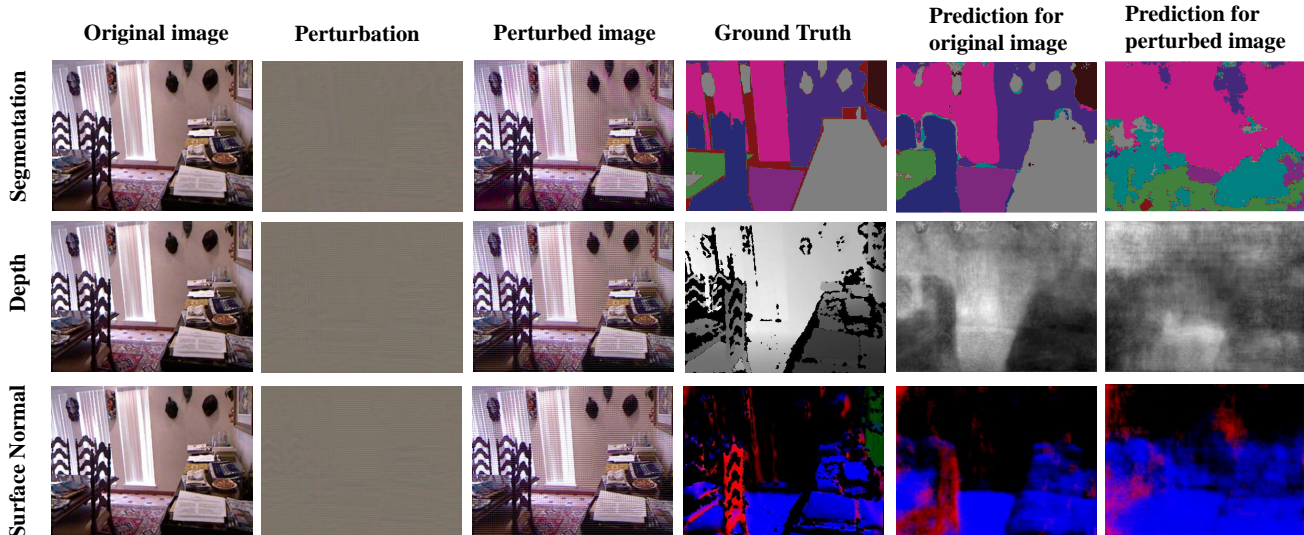 Original image
Perturbation
Perturbed image
Ground Truth
Prediction for
original image
Prediction for
perturbed image
Segmentation
Depth
Surface Normal